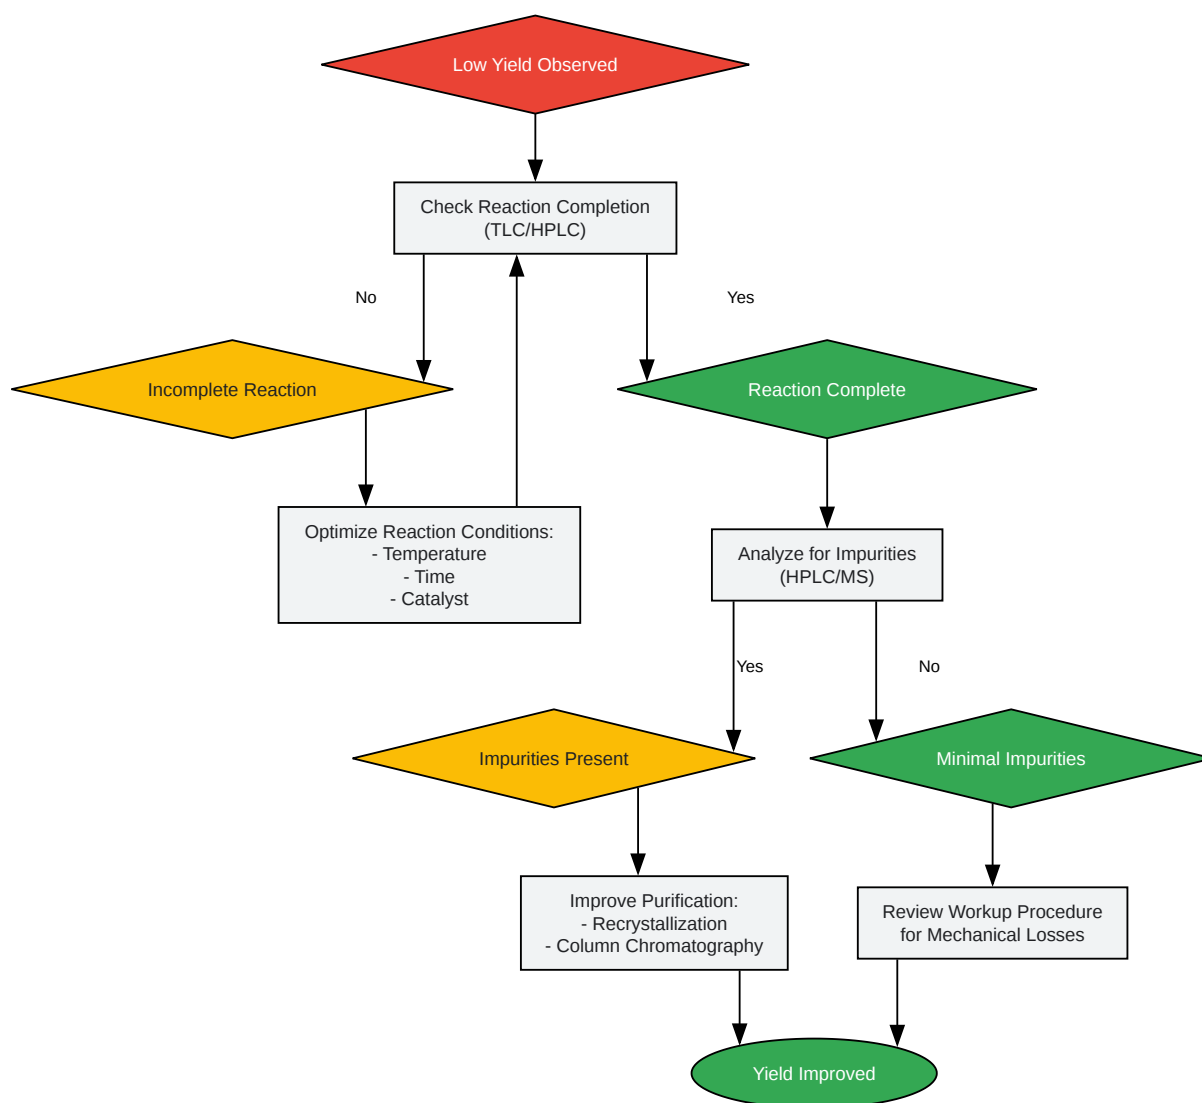 Low Yield Observed
Check Reaction Completion
(TLC/HPLC)
No
Yes
Incomplete Reaction
Reaction Complete
Optimize Reaction Conditions:
- Temperature
- Time
- Catalyst
Analyze for Impurities
(HPLC/MS)
Yes
No
Impurities Present
Minimal Impurities
Improve Purification:
- Recrystallization
- Column Chromatography
Review Workup Procedure
for Mechanical Losses
Yield Improved